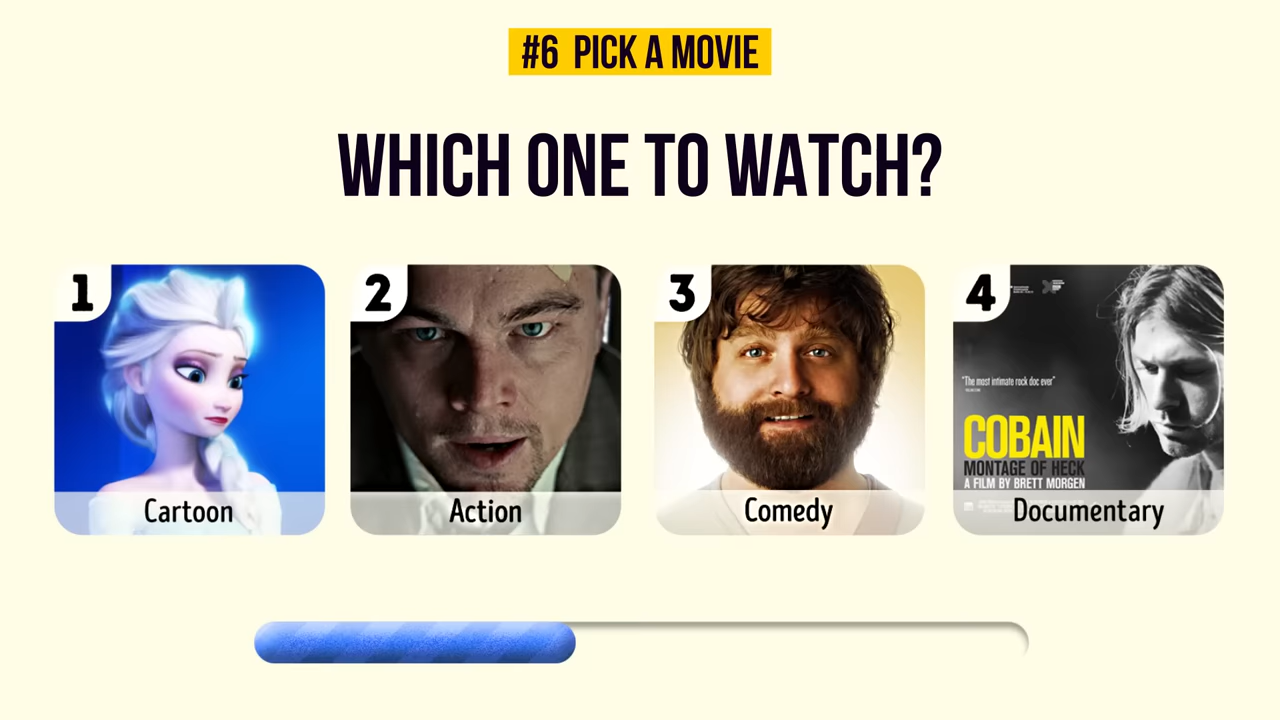 #6 PICK A MOVIE
WHICH ONE TO WATCH?
1
2
3
4
"The most intimate rock doc ever"
COBAIN
MONTAGE OF HECK
A FILM BY BRETT MORGEN
Cartoon
Action
Comedy
Documentary